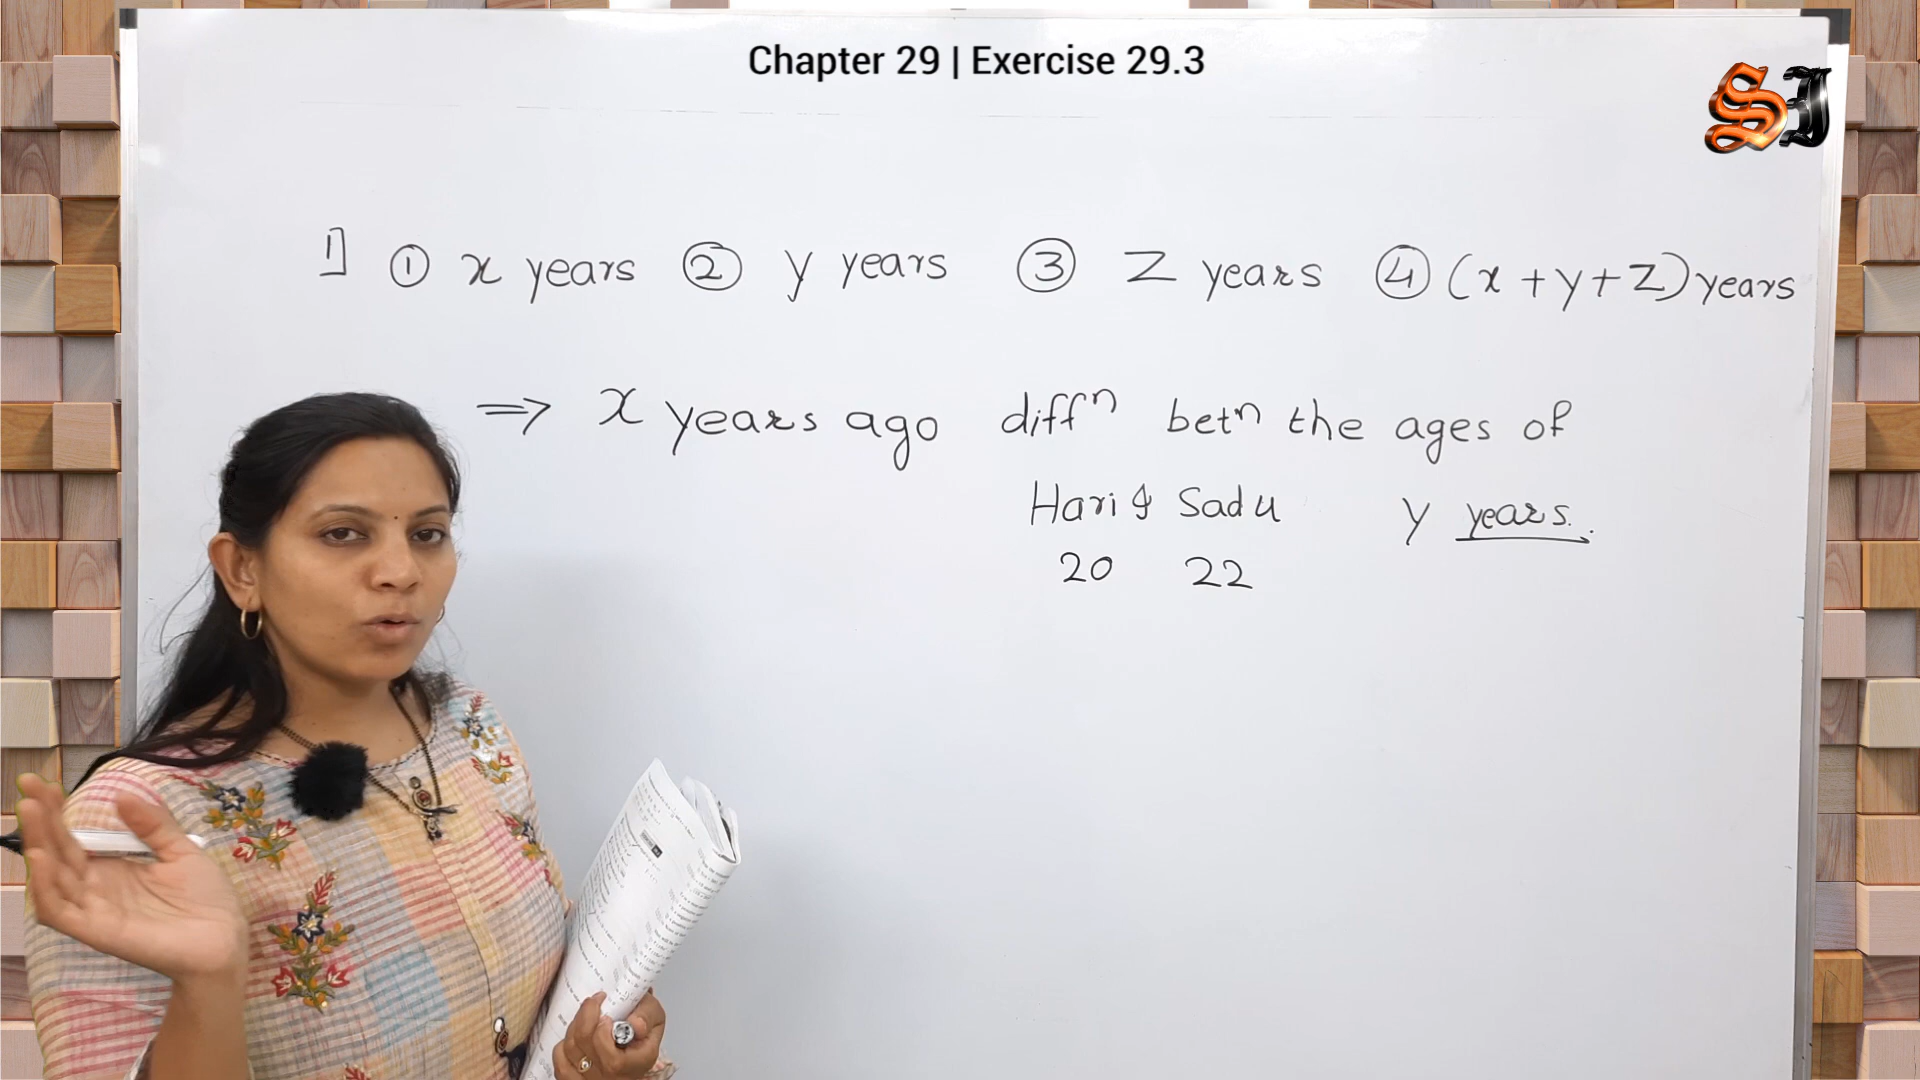 Chapter 29 | Exercise 29.3
SJ
1] ① x years ② y years ③ z years ④ (x + y + z) years
⇒ x years ago diffⁿ betⁿ the ages of
Hari & Sadu y years.
20 22